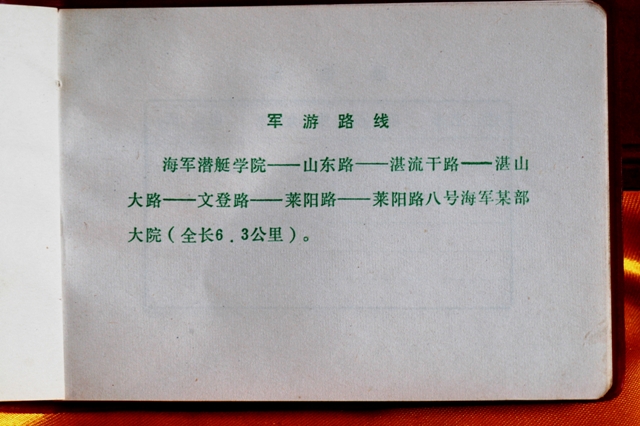 军游路线
海军潜艇学院——山东路——湛流干路——湛山
大路——文登路——莱阳路——莱阳路八号海军某部
大院(全长6.3公里)。